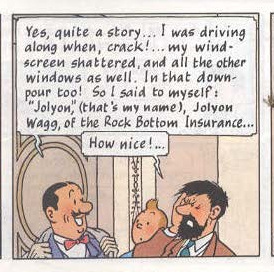 Yes, quite a story... I was driving
along when, crack!... my wind-
screen shattered, and all the other
windows as well. In that down-
pour too! So I said to myself:
"Jolyon," (that's my name), Jolyon
Wagg, of the Rock Bottom Insurance...
How nice!...